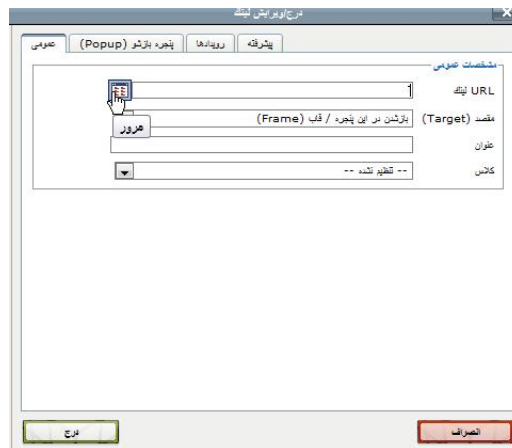 درج/ویرایش لینک
عمومی
پنجره بازشو (Popup)
رویدادها
پیشرفته
مشخصات عمومی
URL لینک
1
مقصد (Target)
بازشدن در این پنجره / قاب (Frame)
مرور
عنوان
کلاس
-- تنظیم نشده --
درج
انصراف